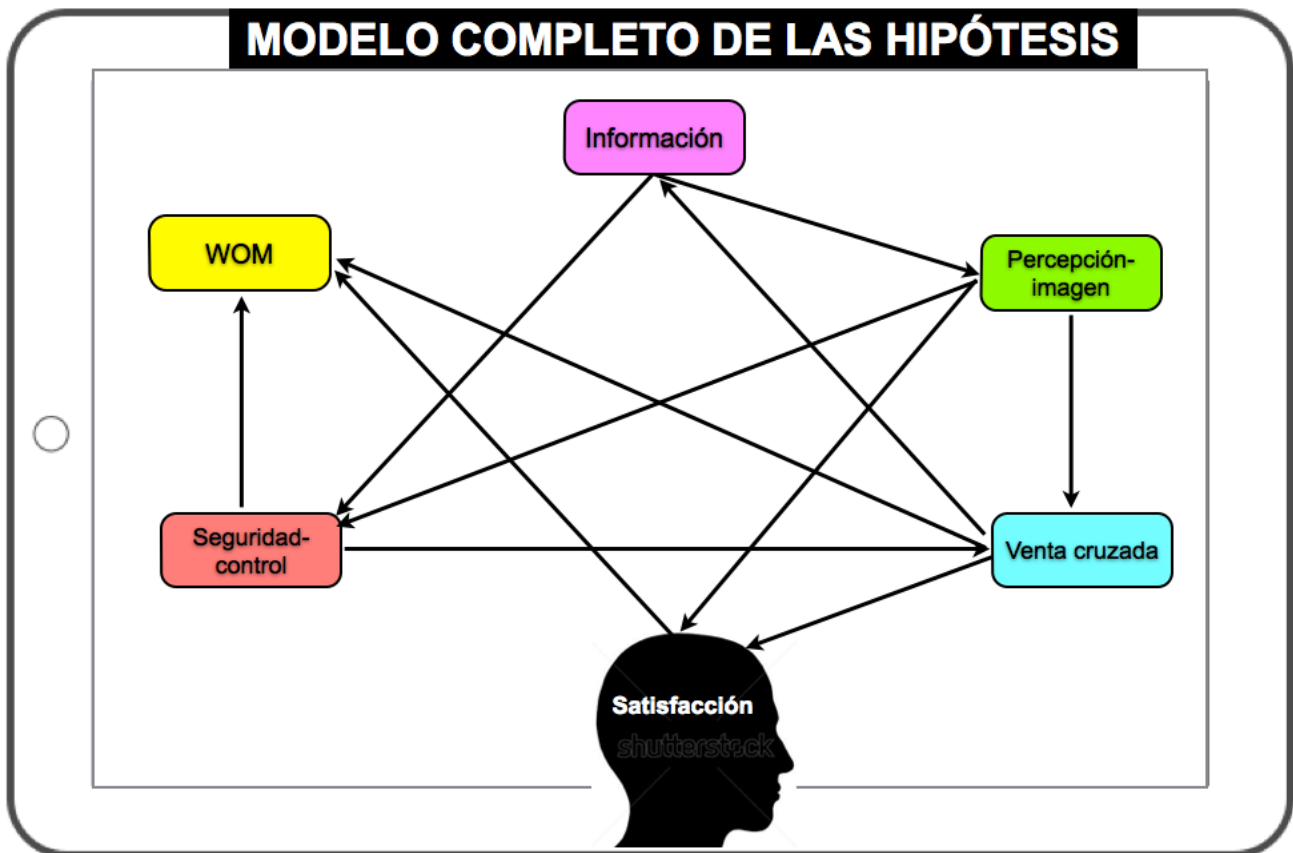 MODELO COMPLETO DE LAS HIPÓTESIS
Información
WOM
Percepción-
imagen
Seguridad-
control
Venta cruzada
Satisfacción
shutterstock